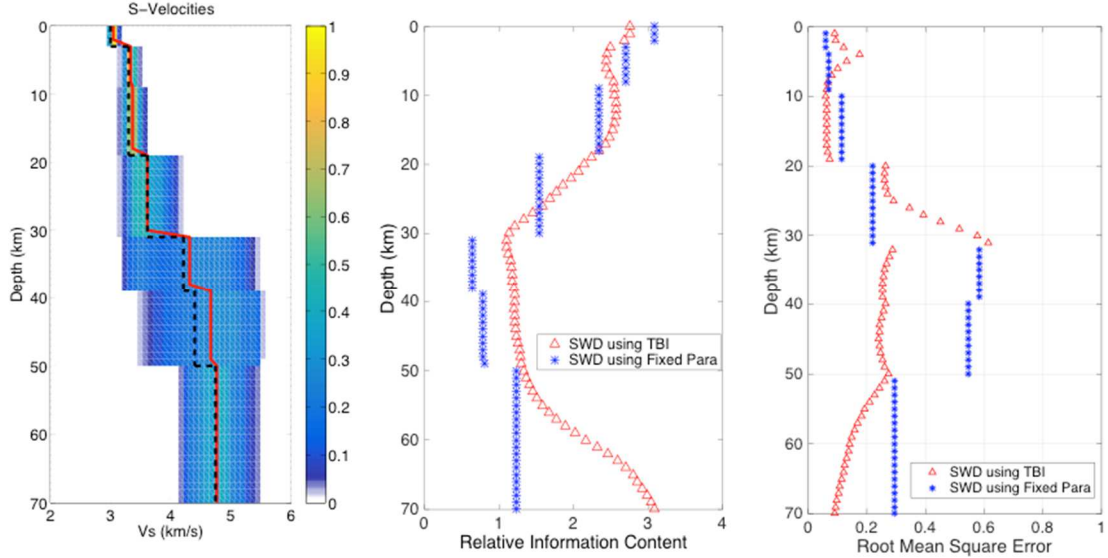 S-Velocities
0
10
20
30
40
50
60
70
Depth (km)
2 3 4 5 6
Vs (km/s)
1
0.9
0.8
0.7
0.6
0.5
0.4
0.3
0.2
0.1
0
0
10
20
30
40
50
60
70
Depth (km)
SWD using TBI
SWD using Fixed Para
0 1 2 3 4
Relative Information Content
0
10
20
30
40
50
60
70
Depth (km)
SWD using TBI
SWD using Fixed Para
0 0.2 0.4 0.6 0.8 1
Root Mean Square Error